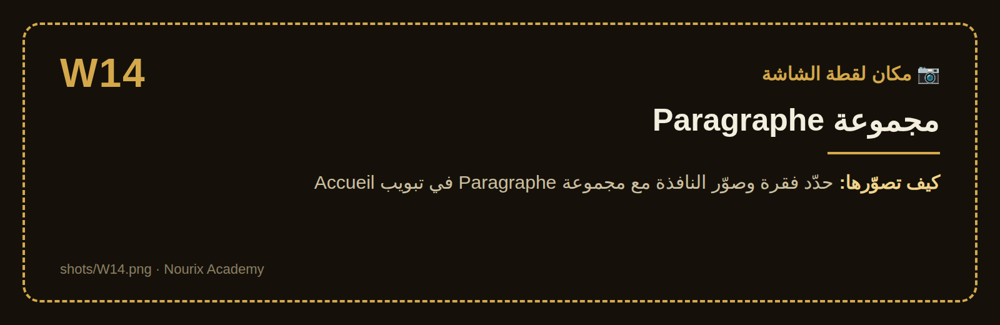 W14
📷 مكان لقطة الشاشة
مجموعة Paragraphe
كيف تصوّرها: حدّد فقرة وصوّر النافذة مع مجموعة Paragraphe في تبويب Accueil
shots/W14.png · Nourix Academy